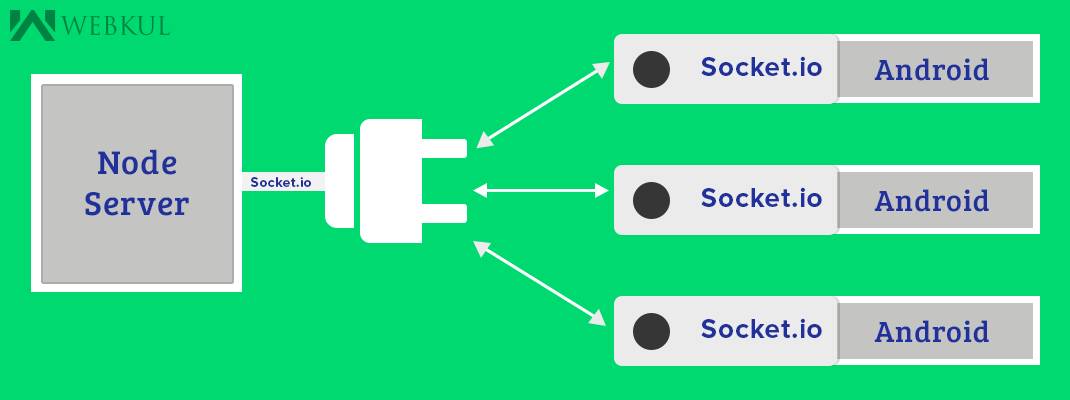 WEBKUL
Node
Server
Socket.io
Socket.io
Android
Socket.io
Android
Socket.io
Android